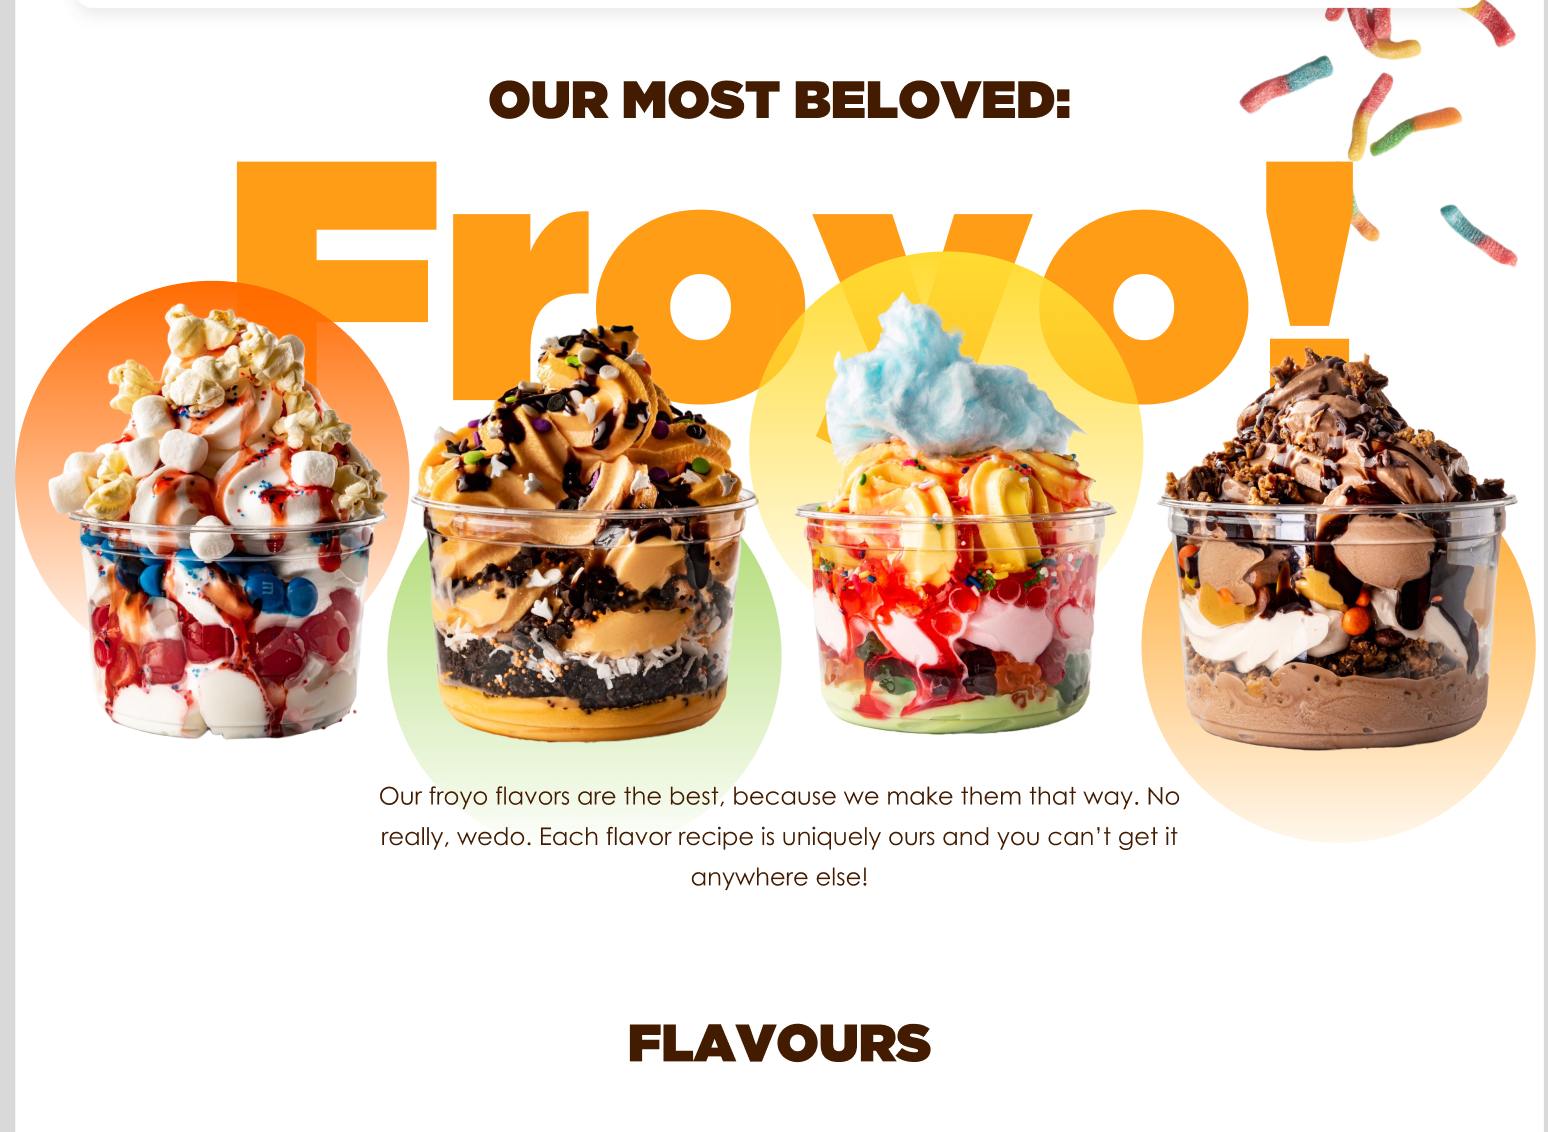 OUR MOST BELOVED:
Froyo!
Our froyo flavors are the best, because we make them that way. No
really, wedo. Each flavor recipe is uniquely ours and you can’t get it
anywhere else!
FLAVOURS